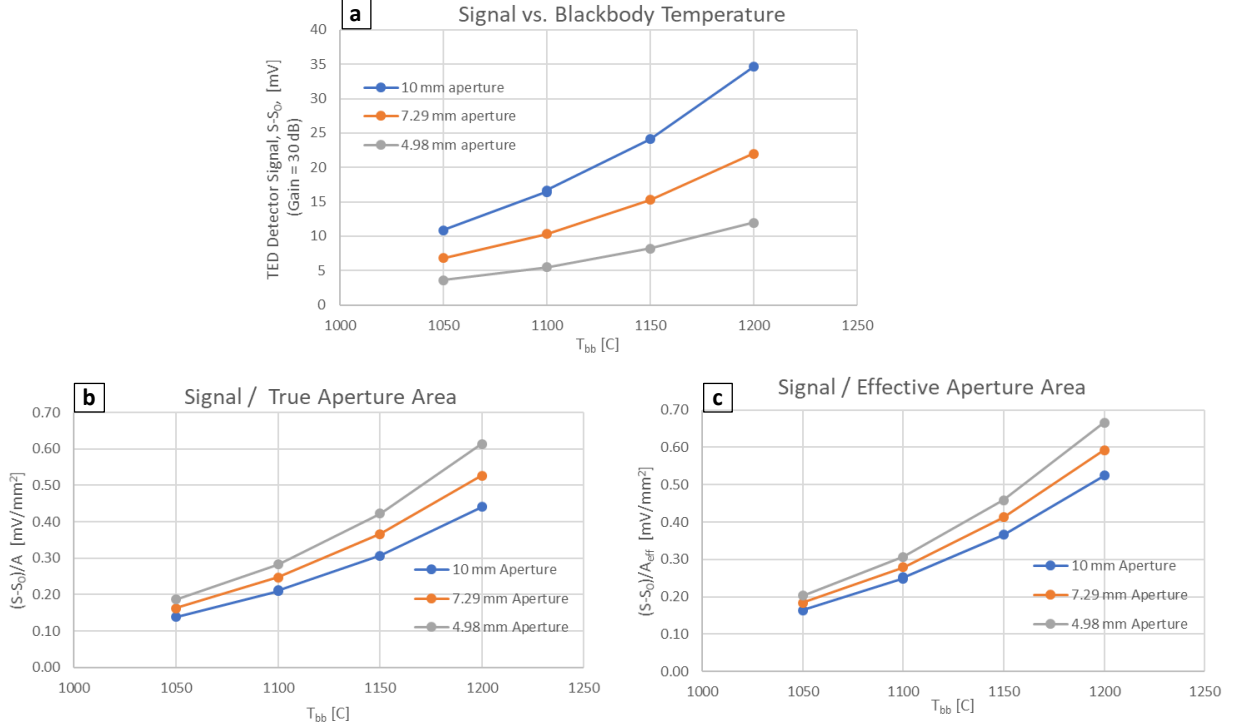 a
Signal vs. Blackbody Temperature
TED Detector Signal, S-S₀, [mV]
(Gain = 30 dB)
40
35
30
25
20
15
10
5
0
10 mm aperture
7.29 mm aperture
4.98 mm aperture
1000 1050 1100 1150 1200 1250
Tbb [C]
b
Signal / True Aperture Area
(S-S₀)/A [mV/mm²]
0.70
0.60
0.50
0.40
0.30
0.20
0.10
0.00
10 mm Aperture
7.29 mm Aperture
4.98 mm Aperture
1000 1050 1100 1150 1200 1250
Tbb [C]
c
Signal / Effective Aperture Area
(S-S₀)/Aeff [mV/mm²]
0.70
0.60
0.50
0.40
0.30
0.20
0.10
0.00
10 mm Aperture
7.29 mm Aperture
4.98 mm Aperture
1000 1050 1100 1150 1200 1250
Tbb [C]